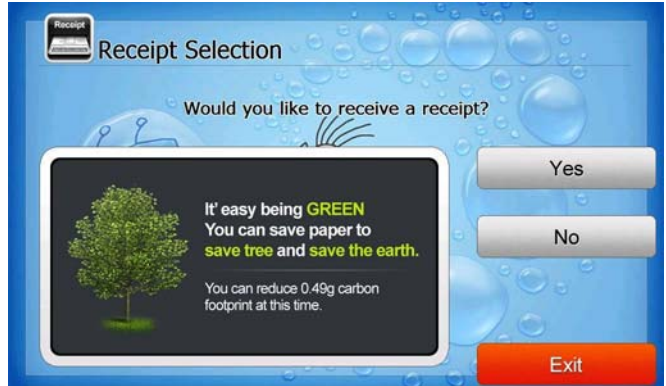 Receipt
Receipt Selection
Would you like to receive a receipt?
It' easy being GREEN
You can save paper to
save tree and save the earth.
You can reduce 0.49g carbon
footprint at this time.
Yes
No
Exit